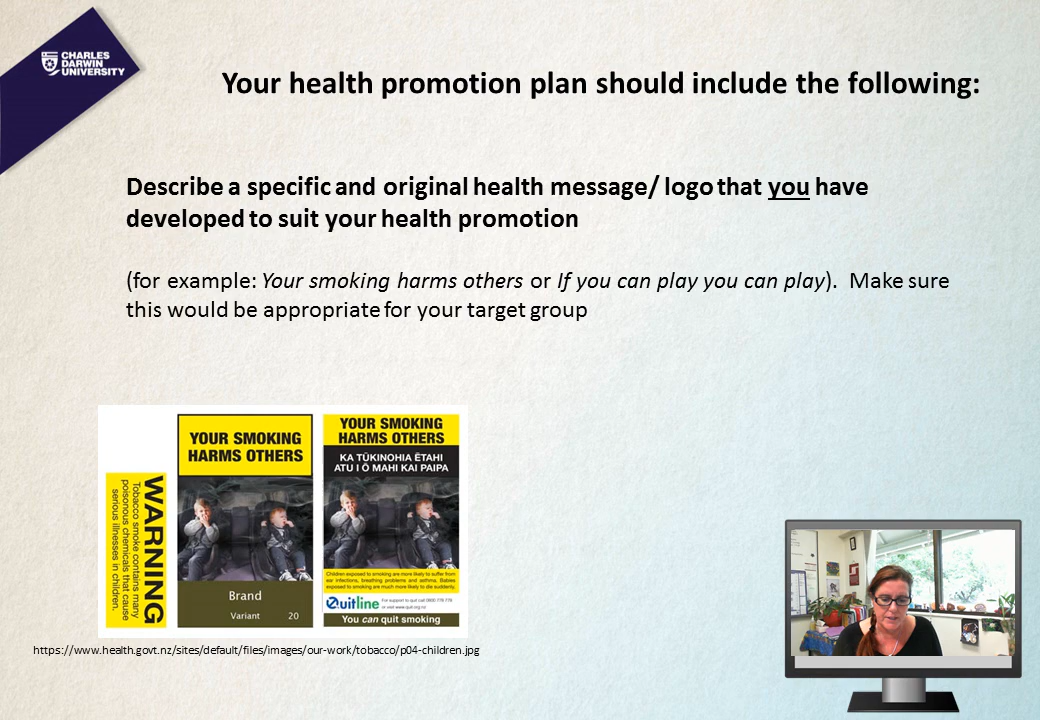 CHARLES
DARWIN
UNIVERSITY
Your health promotion plan should include the following:
Describe a specific and original health message/ logo that you have
developed to suit your health promotion
(for example: Your smoking harms others or If you can play you can play).  Make sure
this would be appropriate for your target group
WARNING
Tobacco smoke contains many
poisonous chemicals that cause
serious illnesses in children.
YOUR SMOKING
HARMS OTHERS
Brand
Variant 20
YOUR SMOKING
HARMS OTHERS
KA TŪKINOHIA ĒTAHI
ATU I Ō MAHI KAI PAIPA
Children exposed to smoking are more likely to suffer from
ear infections, breathing problems and asthma. Babies
exposed to smoking are much more likely to die suddenly.
Quitline
For support to quit call 0800 778 778
or visit www.quit.org.nz
You can quit smoking
https://www.health.govt.nz/sites/default/files/images/our-work/tobacco/p04-children.jpg